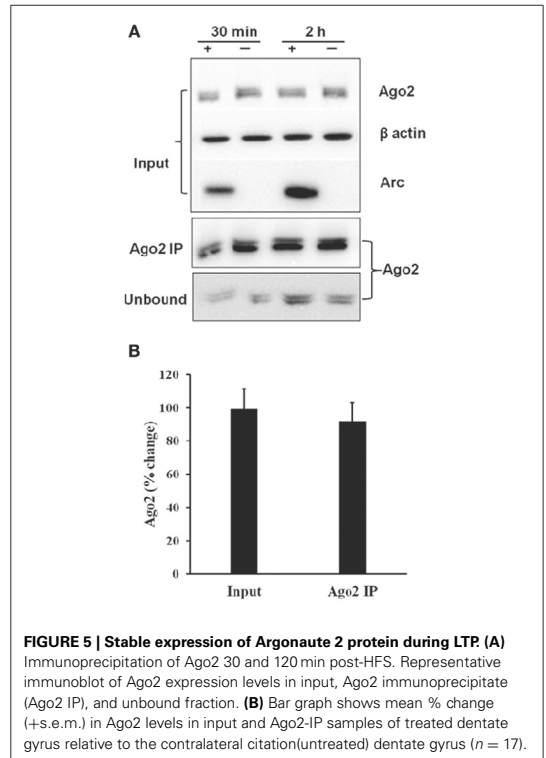 A
30 min 2 h
+ − + −
Ago2
β actin
Input
Arc
Ago2 IP
Ago2
Unbound
B
120
100
80
60
40
20
0
Ago2 (% change)
Input Ago2 IP
FIGURE 5 | Stable expression of Argonaute 2 protein during LTP. (A)
Immunoprecipitation of Ago2 30 and 120 min post-HFS. Representative
immunoblot of Ago2 expression levels in input, Ago2 immunoprecipitate
(Ago2 IP), and unbound fraction. (B) Bar graph shows mean % change
(+s.e.m.) in Ago2 levels in input and Ago2-IP samples of treated dentate
gyrus relative to the contralateral citation(untreated) dentate gyrus (n = 17).